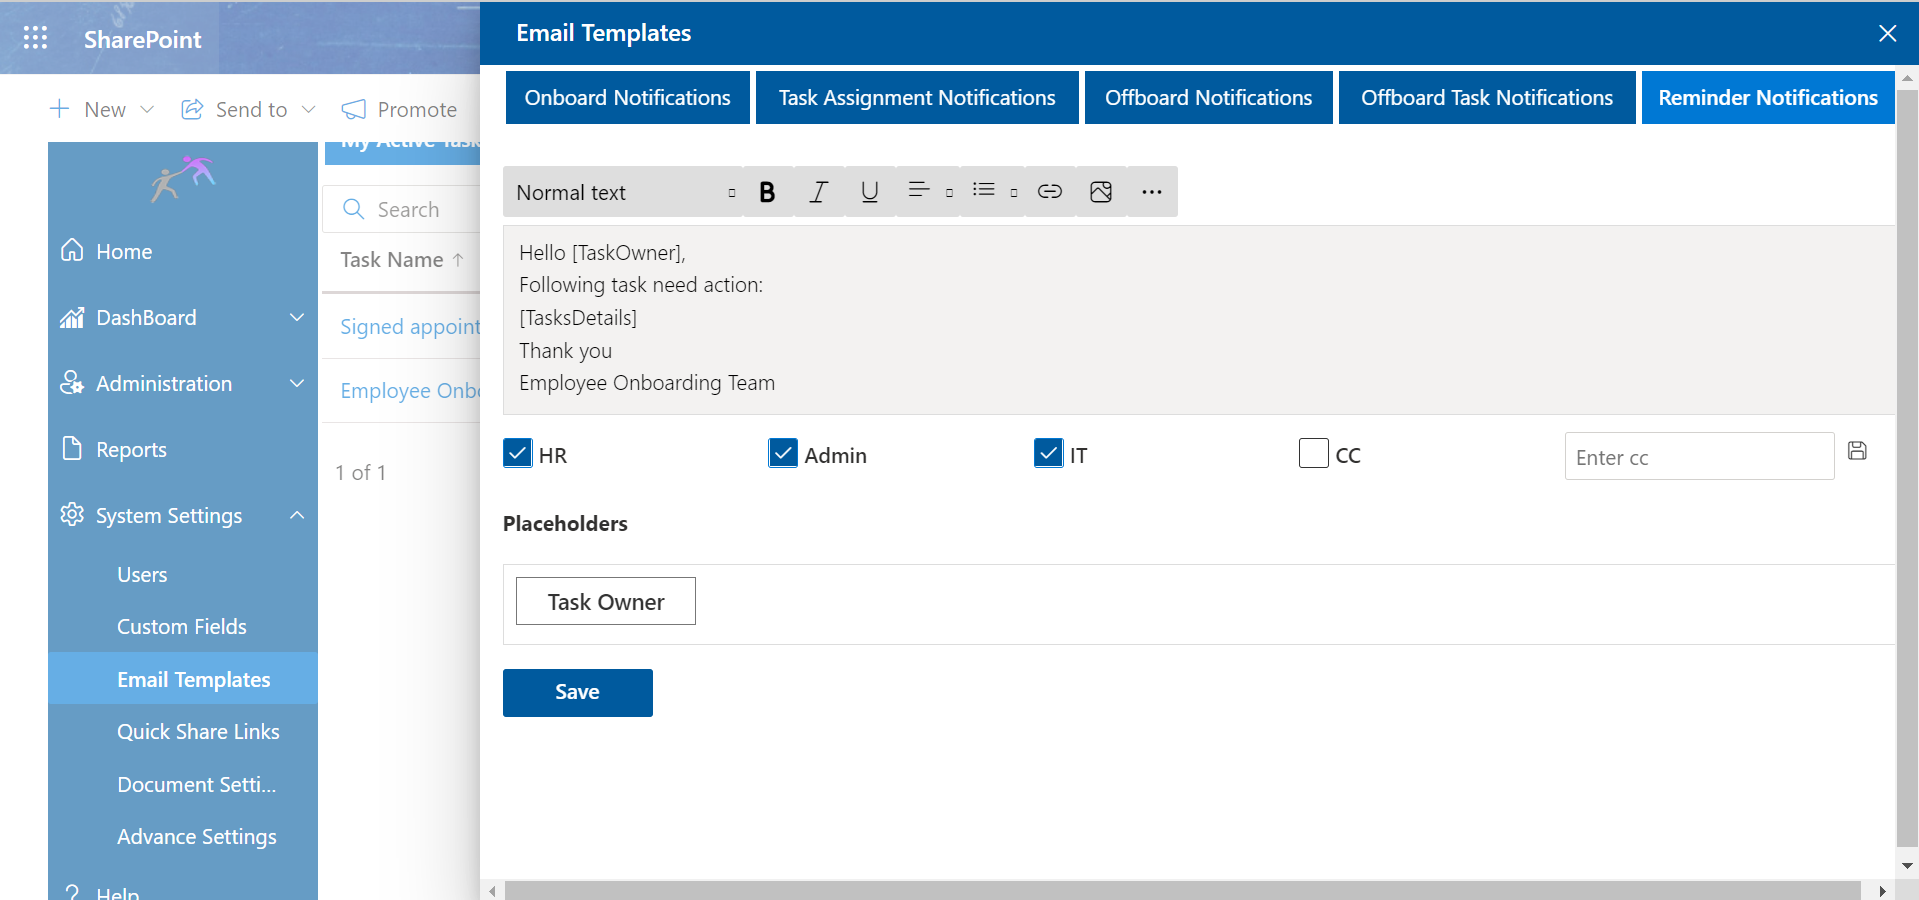 SharePoint
Email Templates
Onboard Notifications
Task Assignment Notifications
Offboard Notifications
Offboard Task Notifications
Reminder Notifications
New
Send to
Promote
My Active Task
Search
Task Name
Signed appoint
Employee Onb
1 of 1
Home
DashBoard
Administration
Reports
System Settings
Users
Custom Fields
Email Templates
Quick Share Links
Document Setti...
Advance Settings
Help
Normal text
B I U
Hello [TaskOwner],
Following task need action:
[TasksDetails]
Thank you
Employee Onboarding Team
HR
Admin
IT
CC
Enter cc
Placeholders
Task Owner
Save